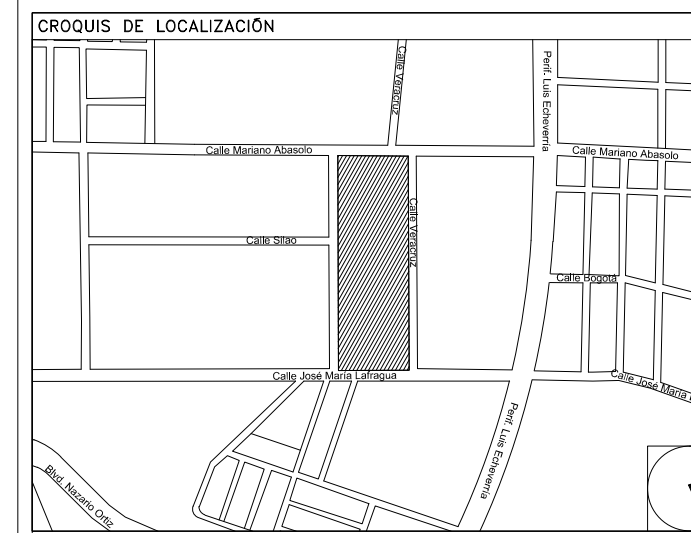 CROQUIS DE LOCALIZACIÓN
Calle Veracruz
Perif. Luis Echeverría
Calle Mariano Abasolo
Calle Mariano Abasolo
Calle Veracruz
Calle Silao
Calle Bogotá
Calle José María Lafragua
Calle José María
Perif. Luis Echeverría
Blvd. Nazario Ortiz